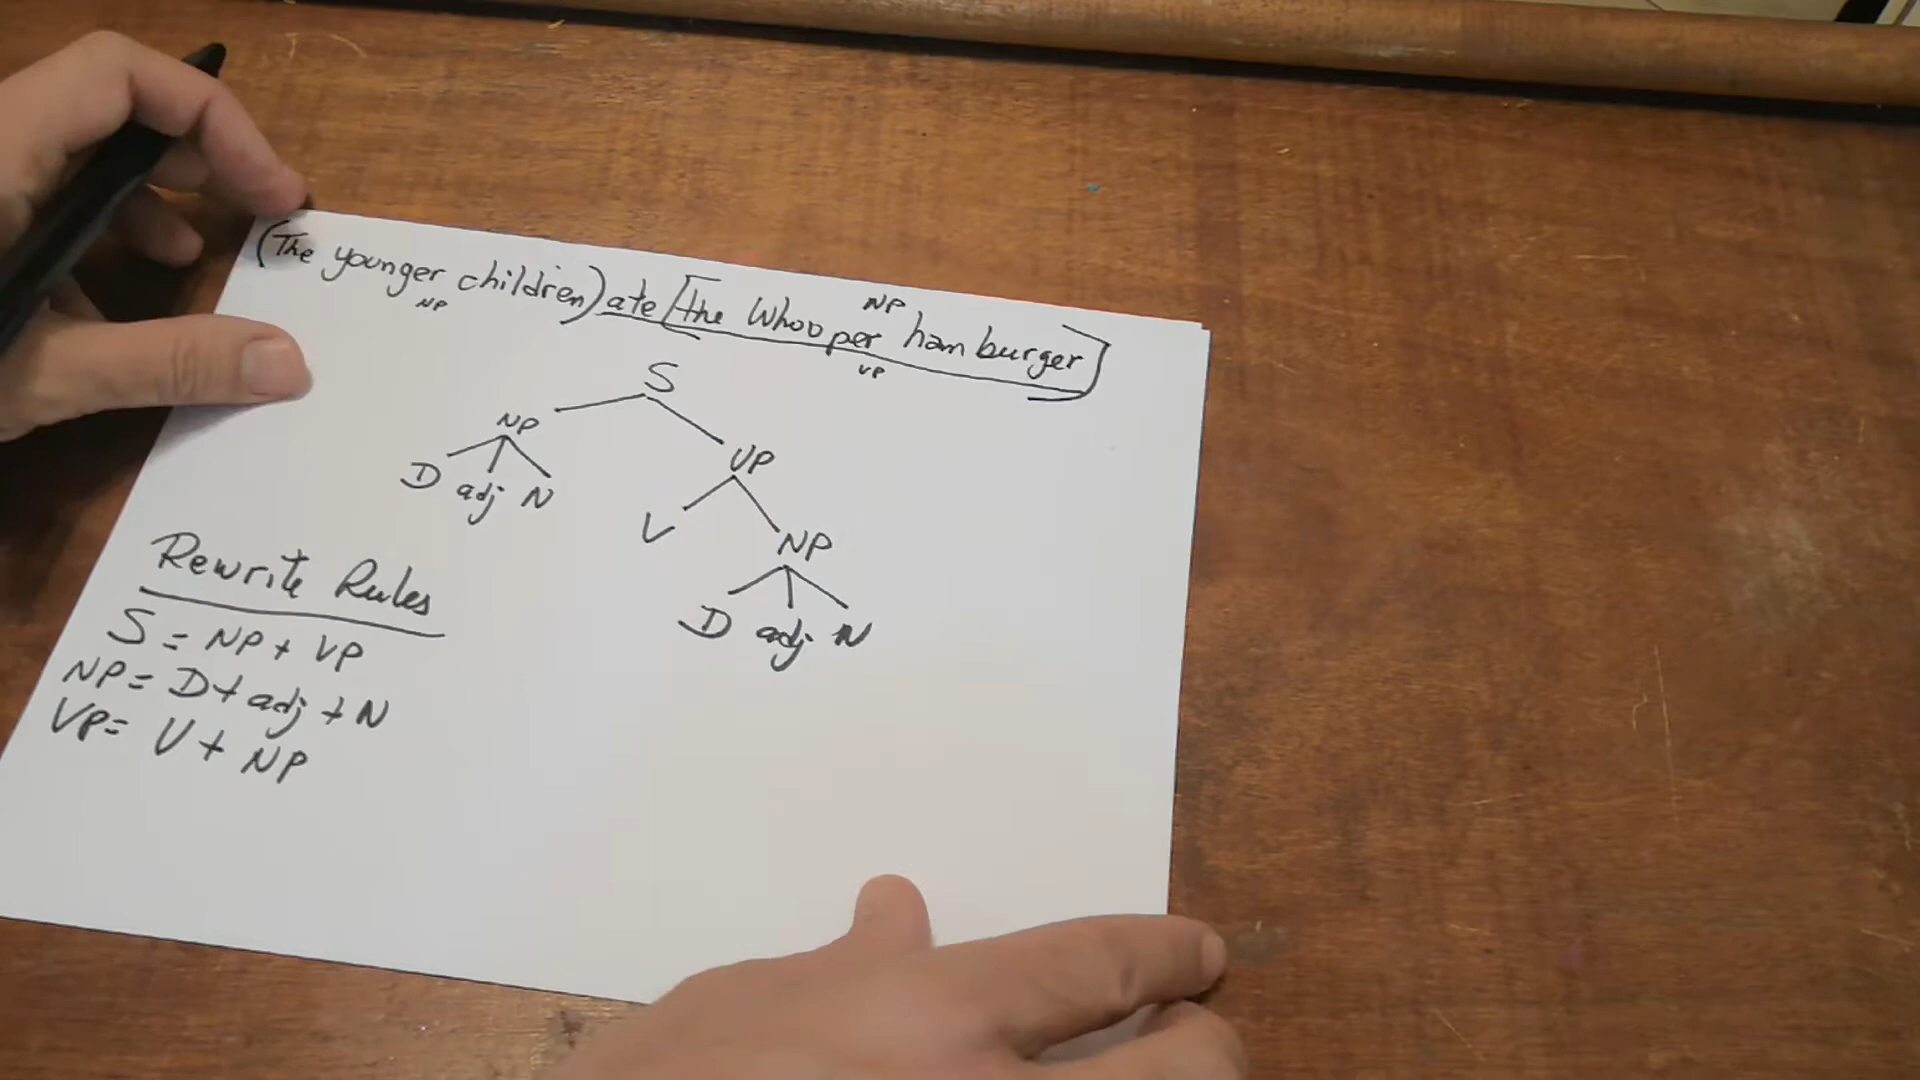 (The younger children) ate [the Whooper hamburger]
NP
NP
VP
S
NP
VP
D adj N
V
NP
D adj N
Rewrite Rules
S = NP + VP
NP = D + adj + N
VP = V + NP